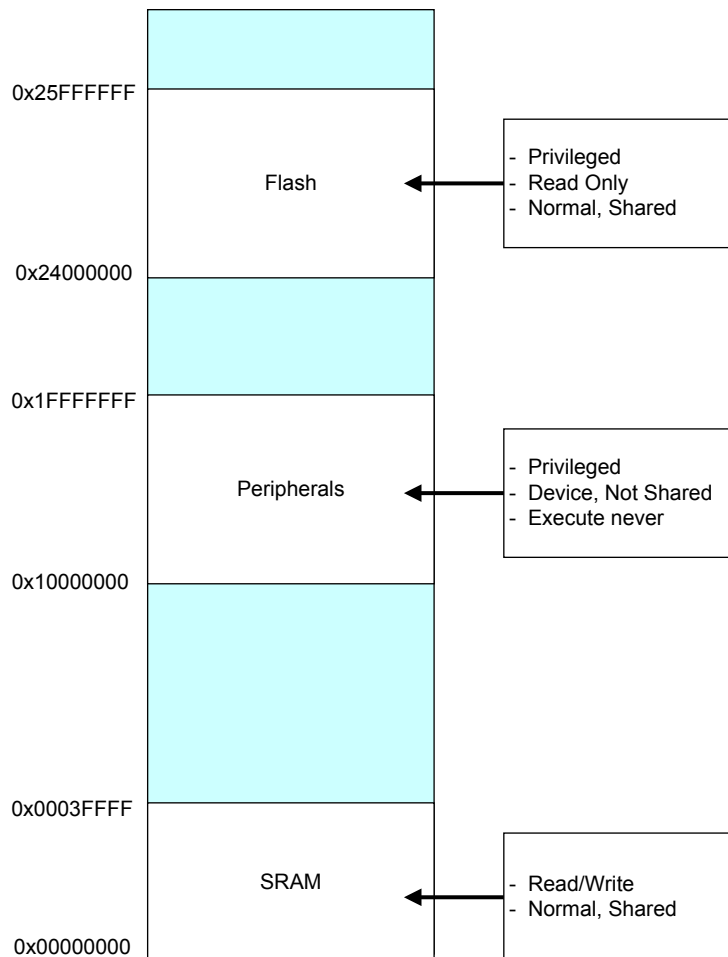 0x25FFFFFF
Flash
- Privileged
- Read Only
- Normal, Shared
0x24000000
0x1FFFFFFF
Peripherals
- Privileged
- Device, Not Shared
- Execute never
0x10000000
0x0003FFFF
SRAM
- Read/Write
- Normal, Shared
0x00000000